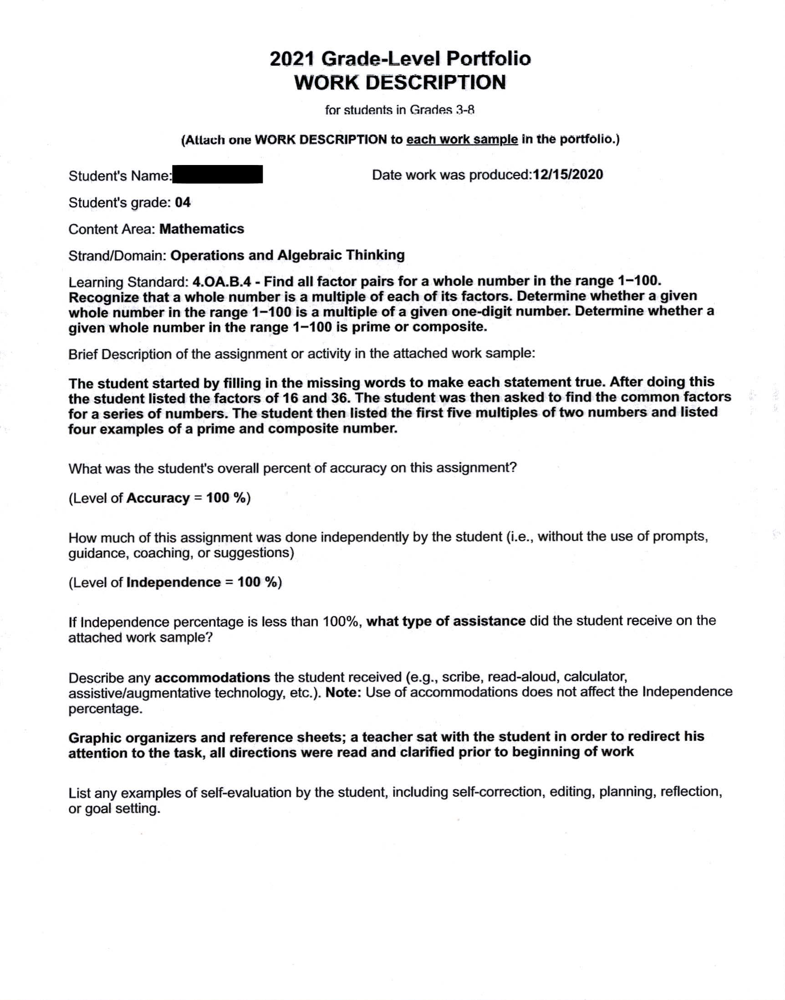 2021 Grade-Level Portfolio
WORK DESCRIPTION
for students in Grades 3-8
(Attach one WORK DESCRIPTION to each work sample in the portfolio.)
Student's Name: Date work was produced:12/15/2020
Student's grade: 04
Content Area: Mathematics
Strand/Domain: Operations and Algebraic Thinking
Learning Standard: 4.OA.B.4 - Find all factor pairs for a whole number in the range 1–100.
Recognize that a whole number is a multiple of each of its factors. Determine whether a given
whole number in the range 1–100 is a multiple of a given one-digit number. Determine whether a
given whole number in the range 1–100 is prime or composite.
Brief Description of the assignment or activity in the attached work sample:
The student started by filling in the missing words to make each statement true. After doing this
the student listed the factors of 16 and 36. The student was then asked to find the common factors
for a series of numbers. The student then listed the first five multiples of two numbers and listed
four examples of a prime and composite number.
What was the student's overall percent of accuracy on this assignment?
(Level of Accuracy = 100 %)
How much of this assignment was done independently by the student (i.e., without the use of prompts,
guidance, coaching, or suggestions)
(Level of Independence = 100 %)
If Independence percentage is less than 100%, what type of assistance did the student receive on the
attached work sample?
Describe any accommodations the student received (e.g., scribe, read-aloud, calculator,
assistive/augmentative technology, etc.). Note: Use of accommodations does not affect the Independence
percentage.
Graphic organizers and reference sheets; a teacher sat with the student in order to redirect his
attention to the task, all directions were read and clarified prior to beginning of work
List any examples of self-evaluation by the student, including self-correction, editing, planning, reflection,
or goal setting.